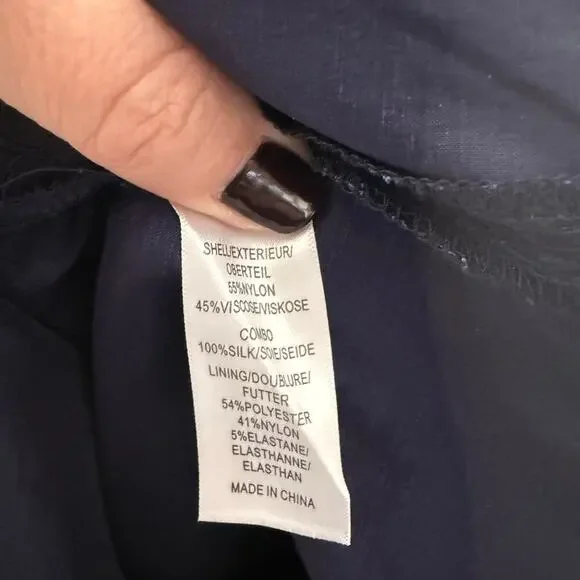 SHELL/EXTERIEUR/
OBERTEIL
55%NYLON
45%VISCOSE/VISKOSE
COMBO
100%SILK/SOIE/SEIDE
LINING/DOUBLURE/
FUTTER
54%POLYESTER
41%NYLON
5%ELASTANE/
ELASTHANNE/
ELASTHAN
MADE IN CHINA